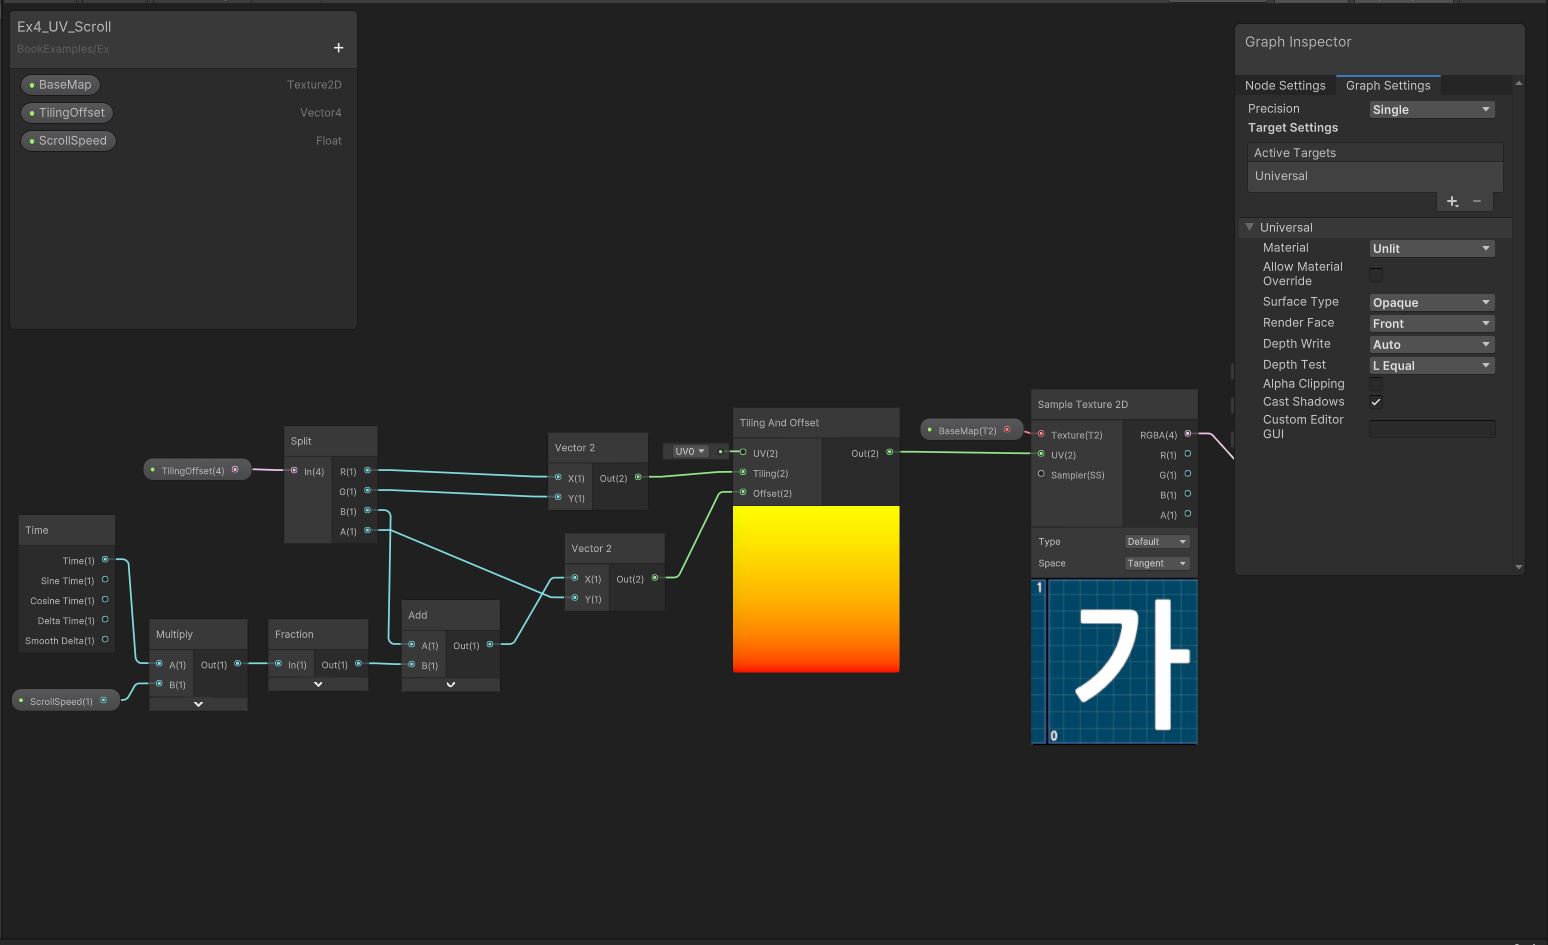 Ex4_UV_Scroll
BookExamples/Ex
+
BaseMap Texture2D
TilingOffset Vector4
ScrollSpeed Float
Graph Inspector
Node Settings Graph Settings
Precision Single
Target Settings
Active Targets
Universal
Universal
Material Unlit
Allow Material
Override
Surface Type Opaque
Render Face Front
Depth Write Auto
Depth Test L Equal
Alpha Clipping
Cast Shadows
Custom Editor
GUI
TilingOffset(4)
Split
In(4)
R(1)
G(1)
B(1)
A(1)
Time
Time(1)
Sine Time(1)
Cosine Time(1)
Delta Time(1)
Smooth Delta(1)
ScrollSpeed(1)
Multiply
A(1) Out(1)
B(1)
Fraction
In(1) Out(1)
Add
A(1) Out(1)
B(1)
Vector 2
X(1) Out(2)
Y(1)
Vector 2
X(1) Out(2)
Y(1)
UV0
Tiling And Offset
UV(2) Out(2)
Tiling(2)
Offset(2)
BaseMap(T2)
Sample Texture 2D
Texture(T2) RGBA(4)
UV(2) R(1)
Sampler(SS) G(1)
B(1)
A(1)
Type Default
Space Tangent
1
가
0